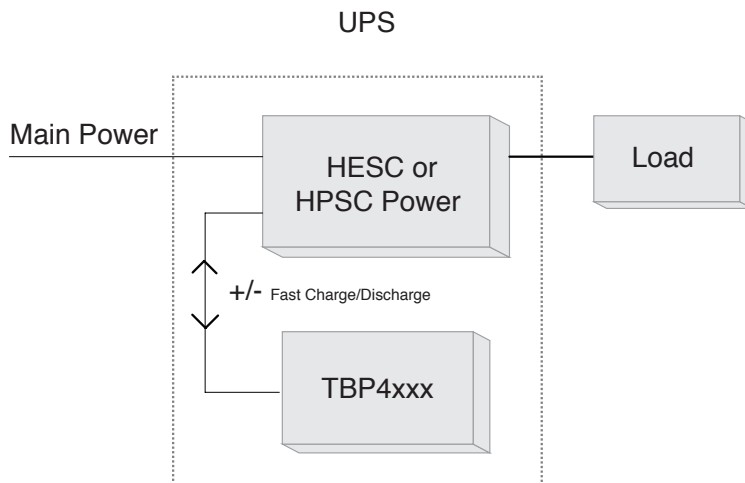 UPS
Main Power
HESC or
HPSC Power
Load
+/- Fast Charge/Discharge
TBP4xxx